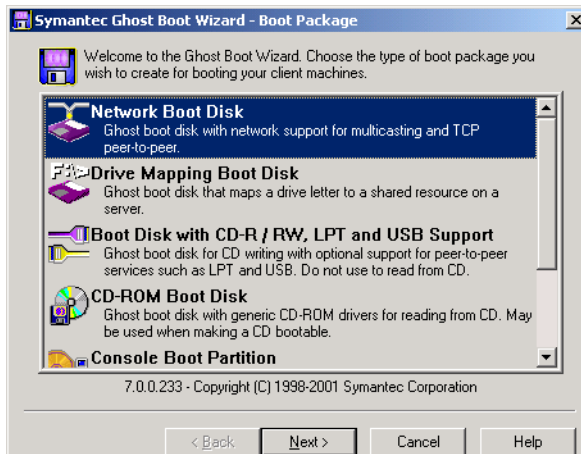 Symantec Ghost Boot Wizard - Boot Package
Welcome to the Ghost Boot Wizard. Choose the type of boot package you
wish to create for booting your client machines.
Network Boot Disk
Ghost boot disk with network support for multicasting and TCP
peer-to-peer.
F:\>
Drive Mapping Boot Disk
Ghost boot disk that maps a drive letter to a shared resource on a
server.
Boot Disk with CD-R / RW, LPT and USB Support
Ghost boot disk for CD writing with optional support for peer-to-peer
services such as LPT and USB. Do not use to read from CD.
CD-ROM Boot Disk
Ghost boot disk with generic CD-ROM drivers for reading from CD. May
be used when making a CD bootable.
Console Boot Partition
7.0.0.233 - Copyright (C) 1998-2001 Symantec Corporation
< Back
Next >
Cancel
Help